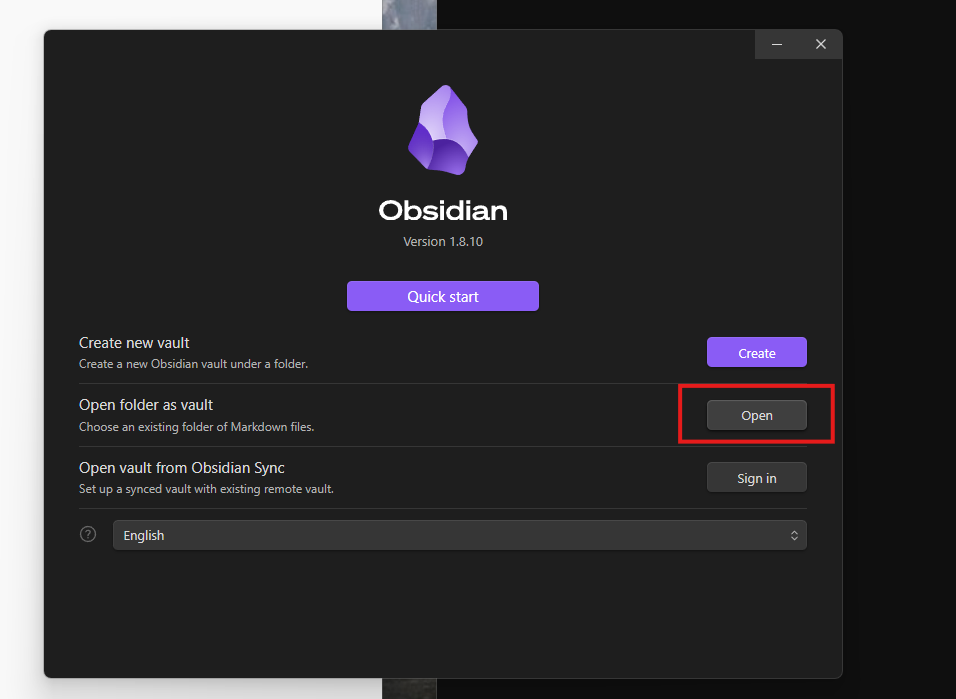 Obsidian
Version 1.8.10
Quick start
Create new vault
Create a new Obsidian vault under a folder.
Create
Open folder as vault
Choose an existing folder of Markdown files.
Open
Open vault from Obsidian Sync
Set up a synced vault with existing remote vault.
Sign in
?
English